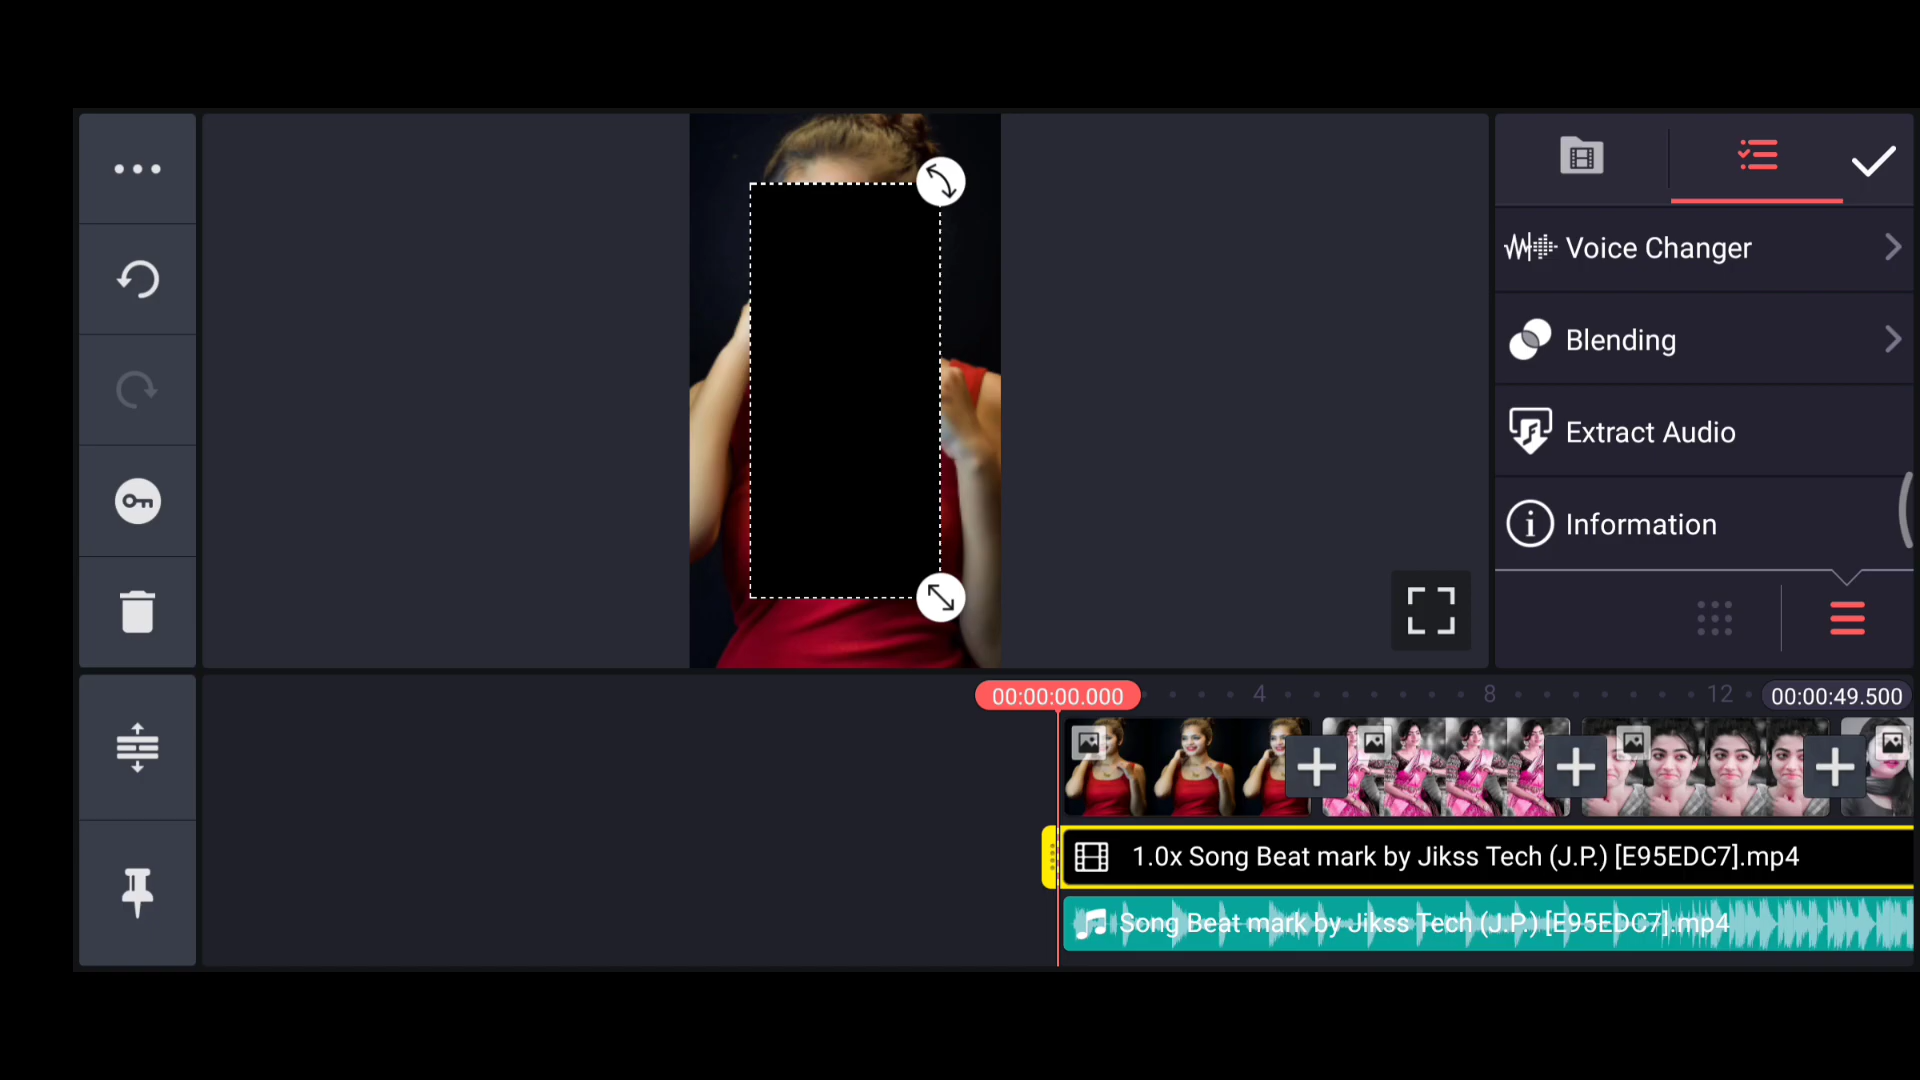 Voice Changer
Blending
Extract Audio
Information
00:00:00.000
4
8
12
00:00:49.500
1.0x Song Beat mark by Jikss Tech (J.P.) [E95EDC7].mp4
Song Beat mark by Jikss Tech (J.P.) [E95EDC7].mp4